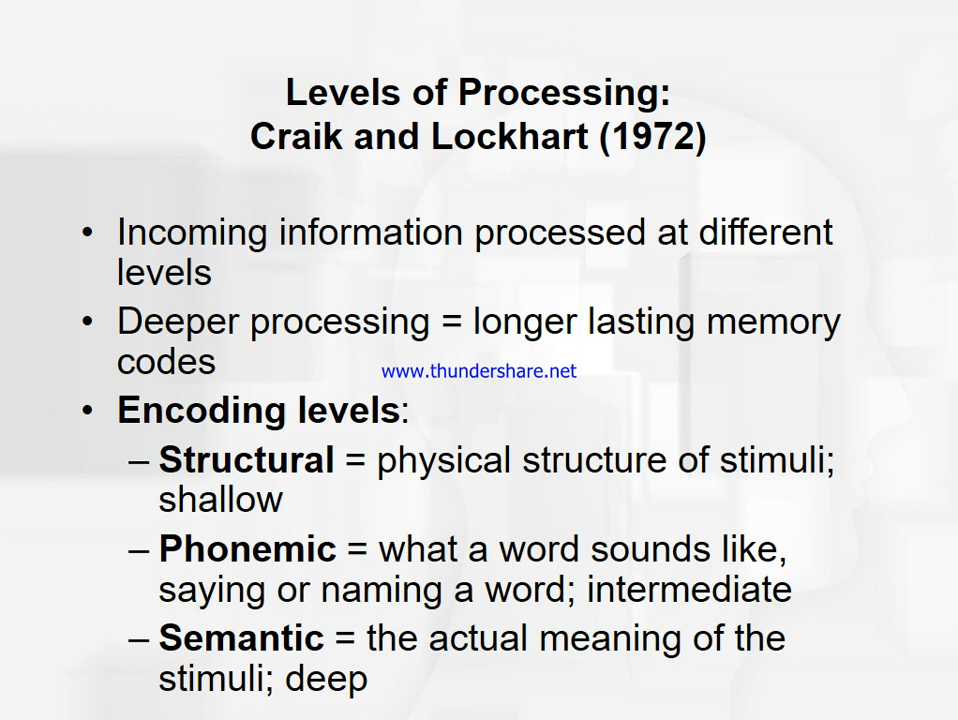 Levels of Processing:
Craik and Lockhart (1972)
• Incoming information processed at different
levels
• Deeper processing = longer lasting memory
codes
www.thundershare.net
• Encoding levels:
– Structural = physical structure of stimuli;
shallow
– Phonemic = what a word sounds like,
saying or naming a word; intermediate
– Semantic = the actual meaning of the
stimuli; deep